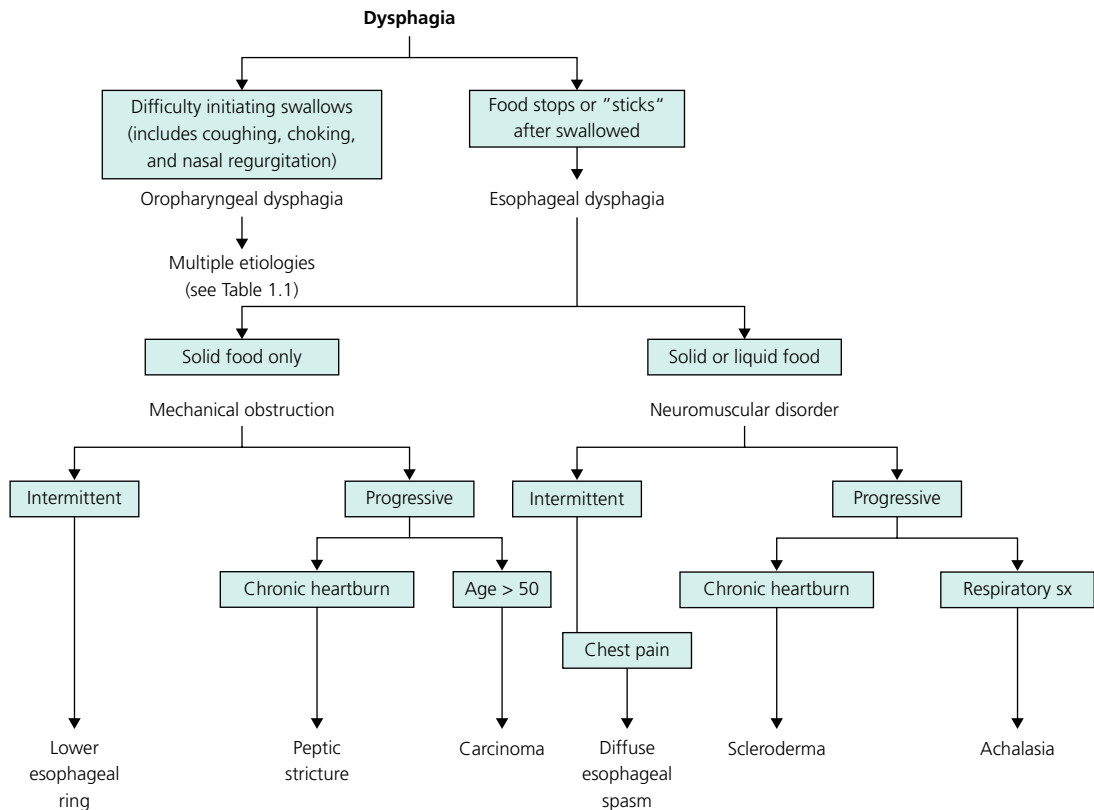 Dysphagia
Difficulty initiating swallows
(includes coughing, choking,
and nasal regurgitation)
Food stops or ”sticks“
after swallowed
Oropharyngeal dysphagia
Esophageal dysphagia
Multiple etiologies
(see Table 1.1)
Solid food only
Solid or liquid food
Mechanical obstruction
Neuromuscular disorder
Intermittent
Progressive
Intermittent
Progressive
Chronic heartburn
Age > 50
Chronic heartburn
Respiratory sx
Chest pain
Lower
esophageal
ring
Peptic
stricture
Carcinoma
Diffuse
esophageal
spasm
Scleroderma
Achalasia